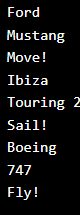 Ford
Mustang
Move!
Ibiza
Touring 2
Sail!
Boeing
747
Fly!